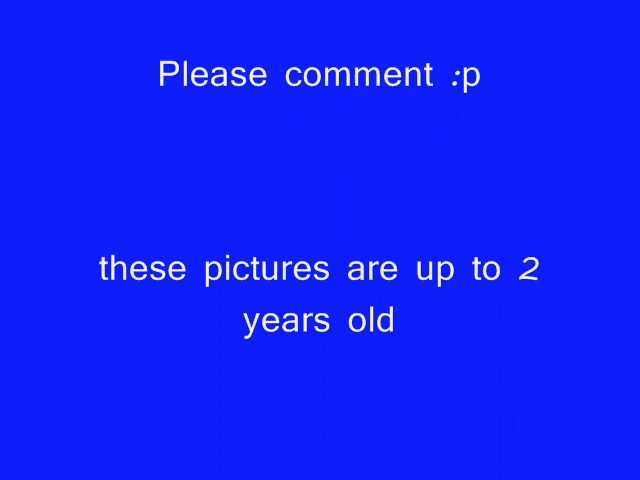 Please comment :p
these pictures are up to 2
years old